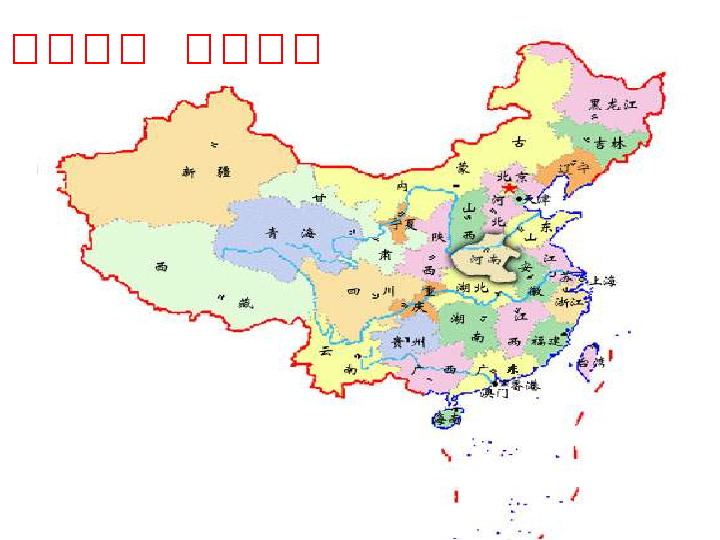 □□□□ □□□□
黑龙江
吉林
辽宁
古
蒙
内
北京
天津
新 疆
甘
肃
宁夏
青 海
山
西
河
北
山
东
陕
西
河南
西
藏
四 川
重
庆
湖北
安
徽
江
苏
上海
浙江
湖
南
江
西
福建
台湾
贵州
云
南
广 西
广 东
香港
澳门
海南